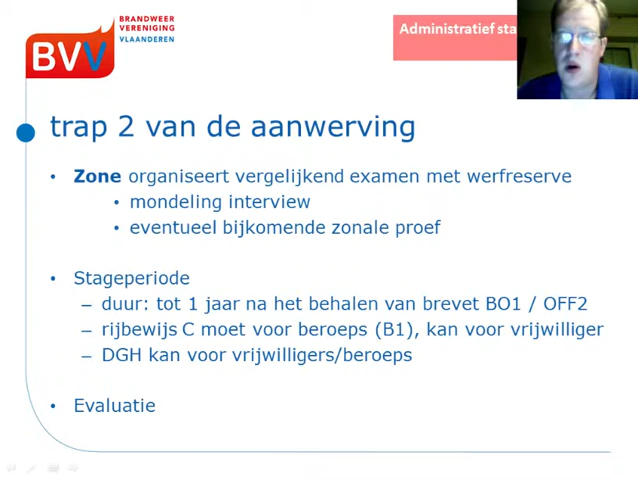 BRANDWEER
VERENIGING
VLAANDEREN
BVV
Administratief
trap 2 van de aanwerving
• Zone organiseert vergelijkend examen met werfreserve
• mondeling interview
• eventueel bijkomende zonale proef
• Stageperiode
– duur: tot 1 jaar na het behalen van brevet BO1 / OFF2
– rijbewijs C moet voor beroeps (B1), kan voor vrijwilliger
– DGH kan voor vrijwilligers/beroeps
• Evaluatie